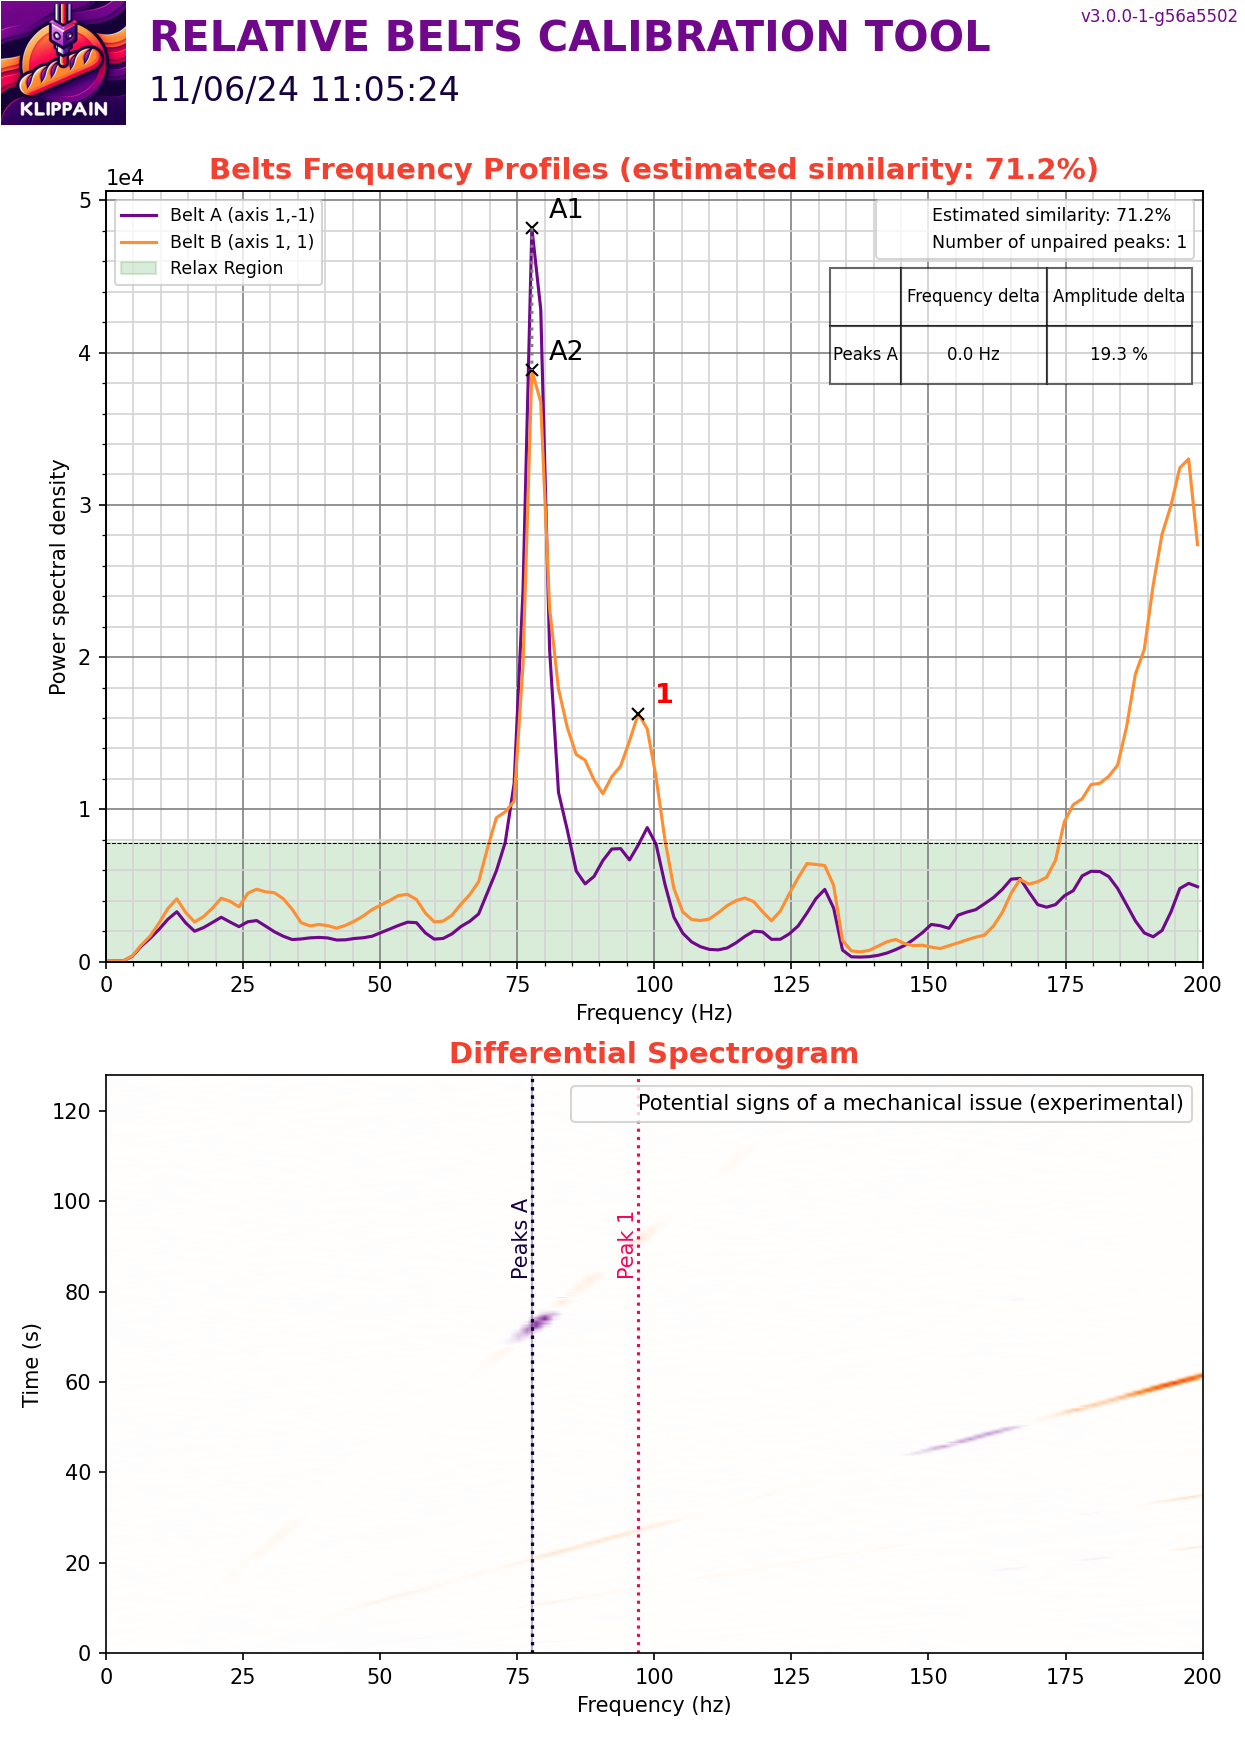 KLIPPAIN
RELATIVE BELTS CALIBRATION TOOL
v3.0.0-1-g56a5502
11/06/24 11:05:24
Belts Frequency Profiles (estimated similarity: 71.2%)
1e4
Belt A (axis 1,-1)
Belt B (axis 1, 1)
Relax Region
Estimated similarity: 71.2%
Number of unpaired peaks: 1
Frequency delta Amplitude delta
Peaks A 0.0 Hz 19.3 %
A1
A2
1
Power spectral density
5
4
3
2
1
0
0 25 50 75 100 125 150 175 200
Frequency (Hz)
Differential Spectrogram
Potential signs of a mechanical issue (experimental)
Peaks A
Peak 1
Time (s)
120
100
80
60
40
20
0
0 25 50 75 100 125 150 175 200
Frequency (hz)